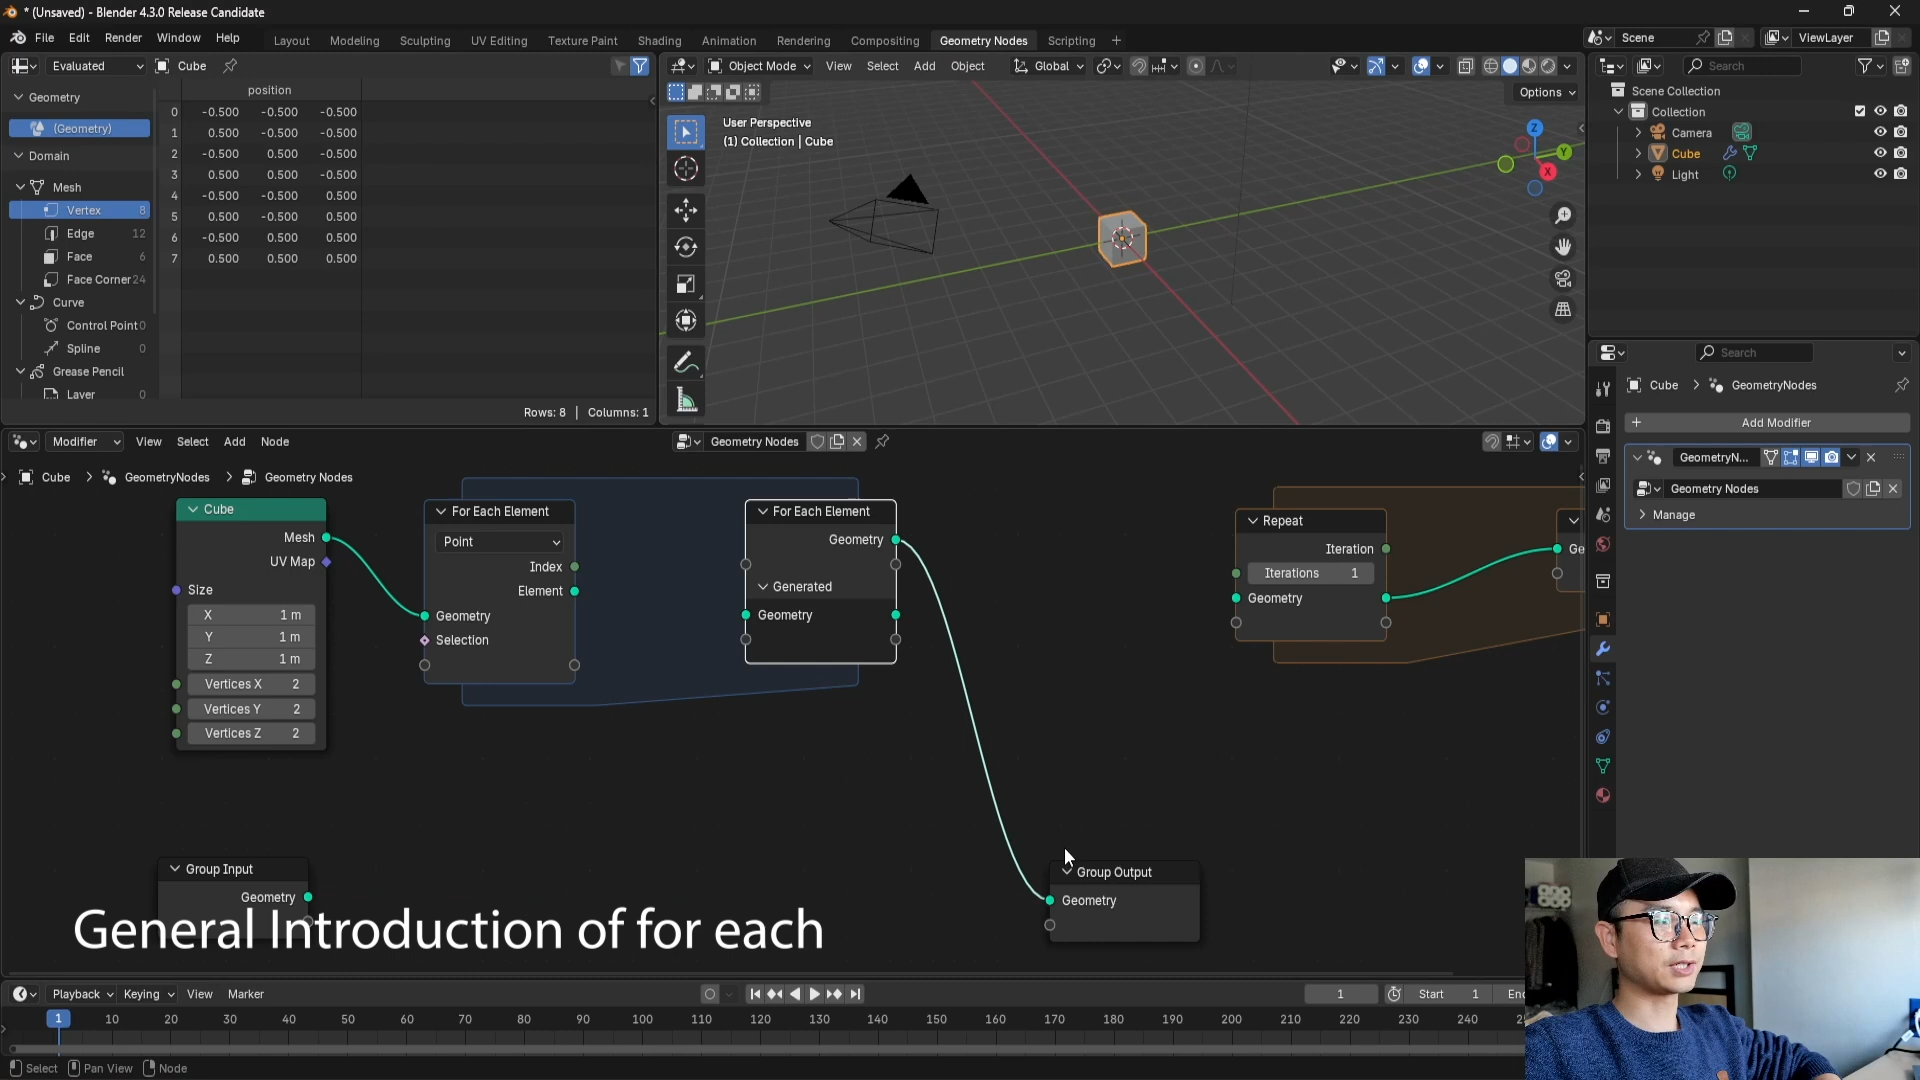 * (Unsaved) - Blender 4.3.0 Release Candidate
File Edit Render Window Help
Layout Modeling Sculpting UV Editing Texture Paint Shading Animation Rendering Compositing Geometry Nodes Scripting +
Scene
ViewLayer
Evaluated Cube
Geometry
(Geometry)
Domain
Mesh
Vertex 8
Edge 12
Face 6
Face Corner 24
Curve
Control Point 0
Spline 0
Grease Pencil
Layer 0
position
0 -0.500 -0.500 -0.500
1 0.500 -0.500 -0.500
2 -0.500 0.500 -0.500
3 0.500 0.500 -0.500
4 -0.500 -0.500 0.500
5 0.500 -0.500 0.500
6 -0.500 0.500 0.500
7 0.500 0.500 0.500
Rows: 8 | Columns: 1
Object Mode View Select Add Object Global
Options
User Perspective
(1) Collection | Cube
Z
Y
X
Search
Scene Collection
Collection
Camera
Cube
Light
Search
Cube > GeometryNodes
+ Add Modifier
GeometryN...
Geometry Nodes
Manage
Modifier View Select Add Node
Geometry Nodes
Cube > GeometryNodes > Geometry Nodes
Cube
Mesh
UV Map
Size
X 1 m
Y 1 m
Z 1 m
Vertices X 2
Vertices Y 2
Vertices Z 2
For Each Element
Point
Index
Element
Geometry
Selection
For Each Element
Geometry
Generated
Geometry
Repeat
Iteration
Iterations 1
Geometry
Ge
Group Input
Geometry
Group Output
Geometry
General Introduction of for each
Playback Keying View Marker
1
Start 1
1 10 20 30 40 50 60 70 80 90 100 110 120 130 140 150 160 170 180 190 200 210 220 230 240
Select Pan View Node